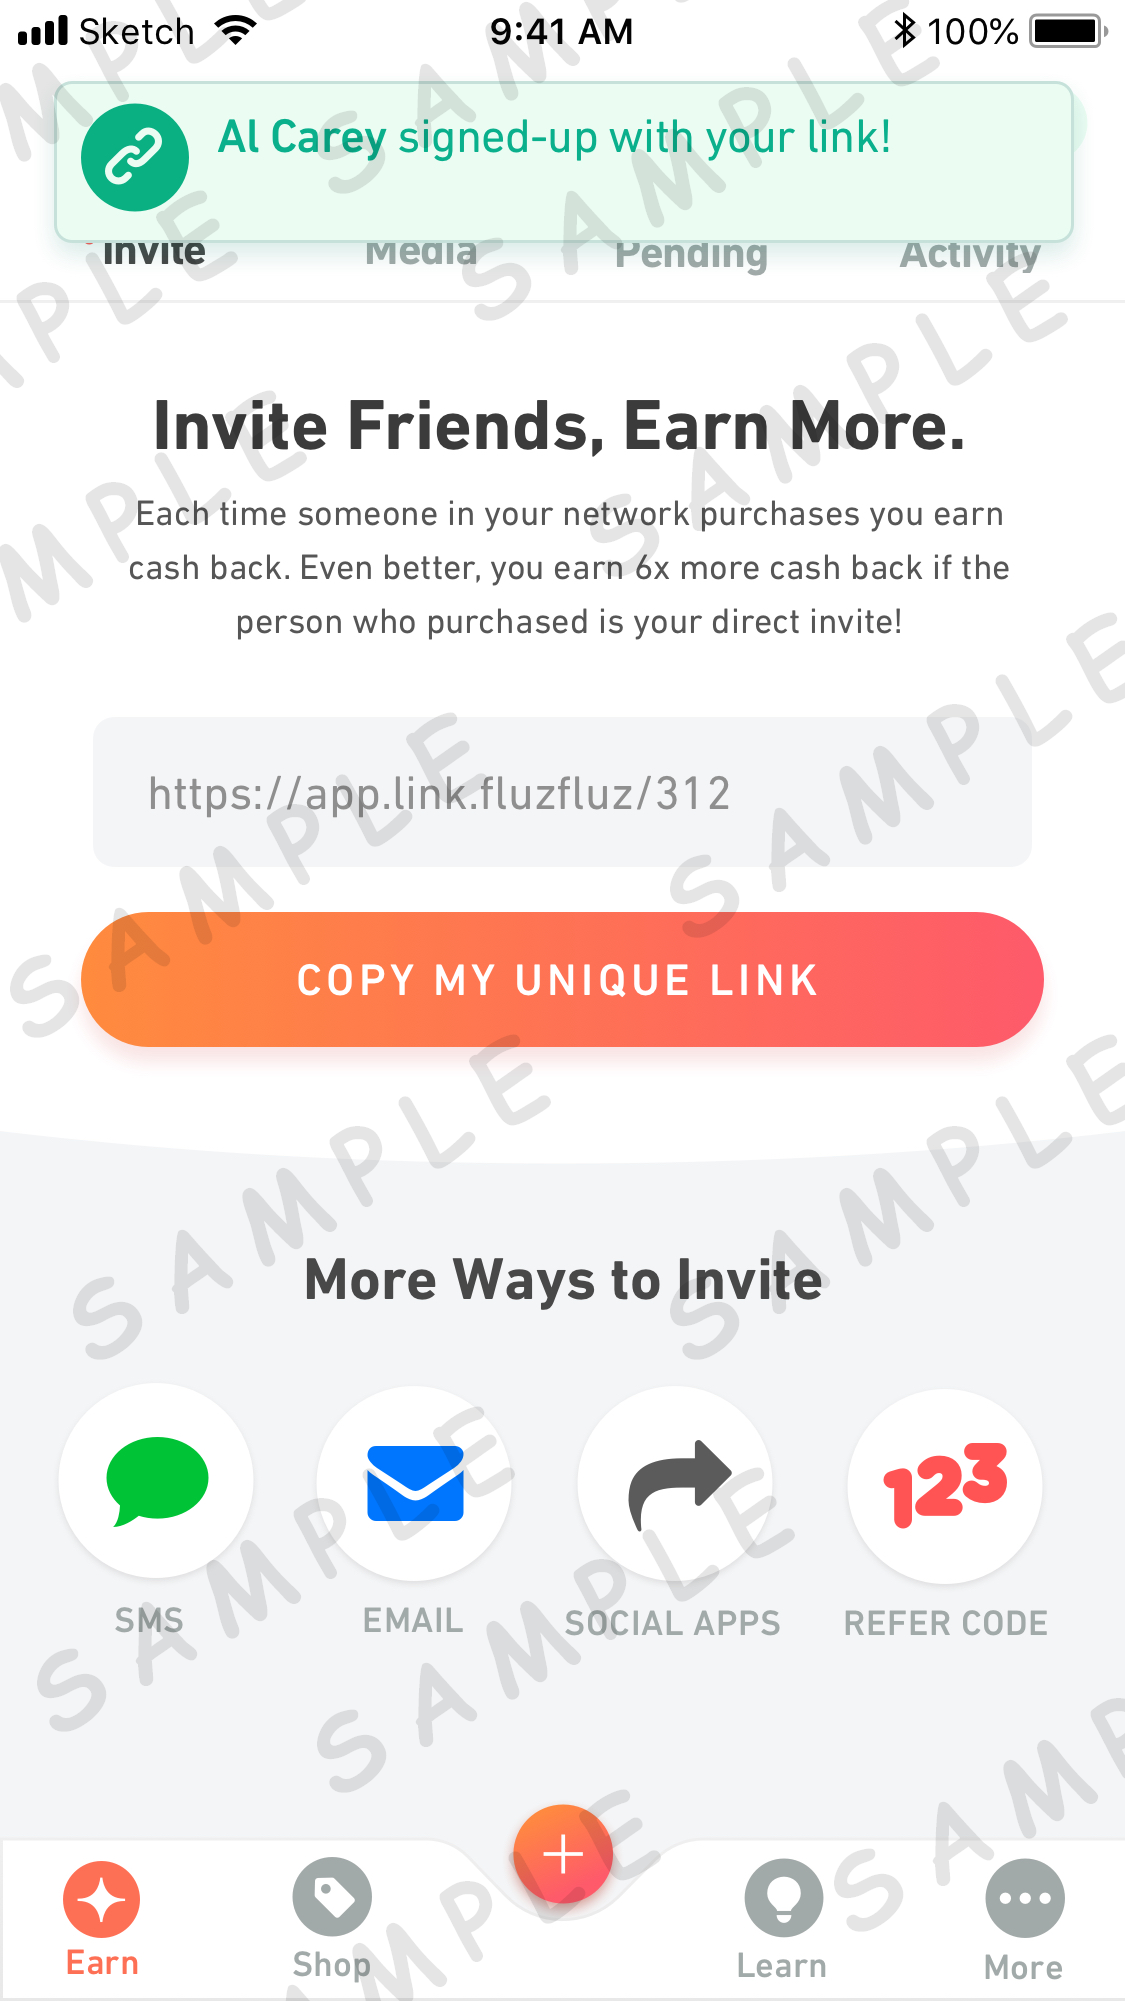 Sketch 9:41 AM 100%
Al Carey signed-up with your link!
Invite Media Pending Activity
Invite Friends, Earn More.
Each time someone in your network purchases you earn
cash back. Even better, you earn 6x more cash back if the
person who purchased is your direct invite!
https://app.link.fluzfluz/312
COPY MY UNIQUE LINK
More Ways to Invite
123
SMS EMAIL SOCIAL APPS REFER CODE
Earn Shop Learn More
SAMPLE
SAMPLE
SAMPLE
SAMPLE
SAMPLE
SAMPLE
SAMPLE
SAMPLE
SAMPLE
SAMPLE